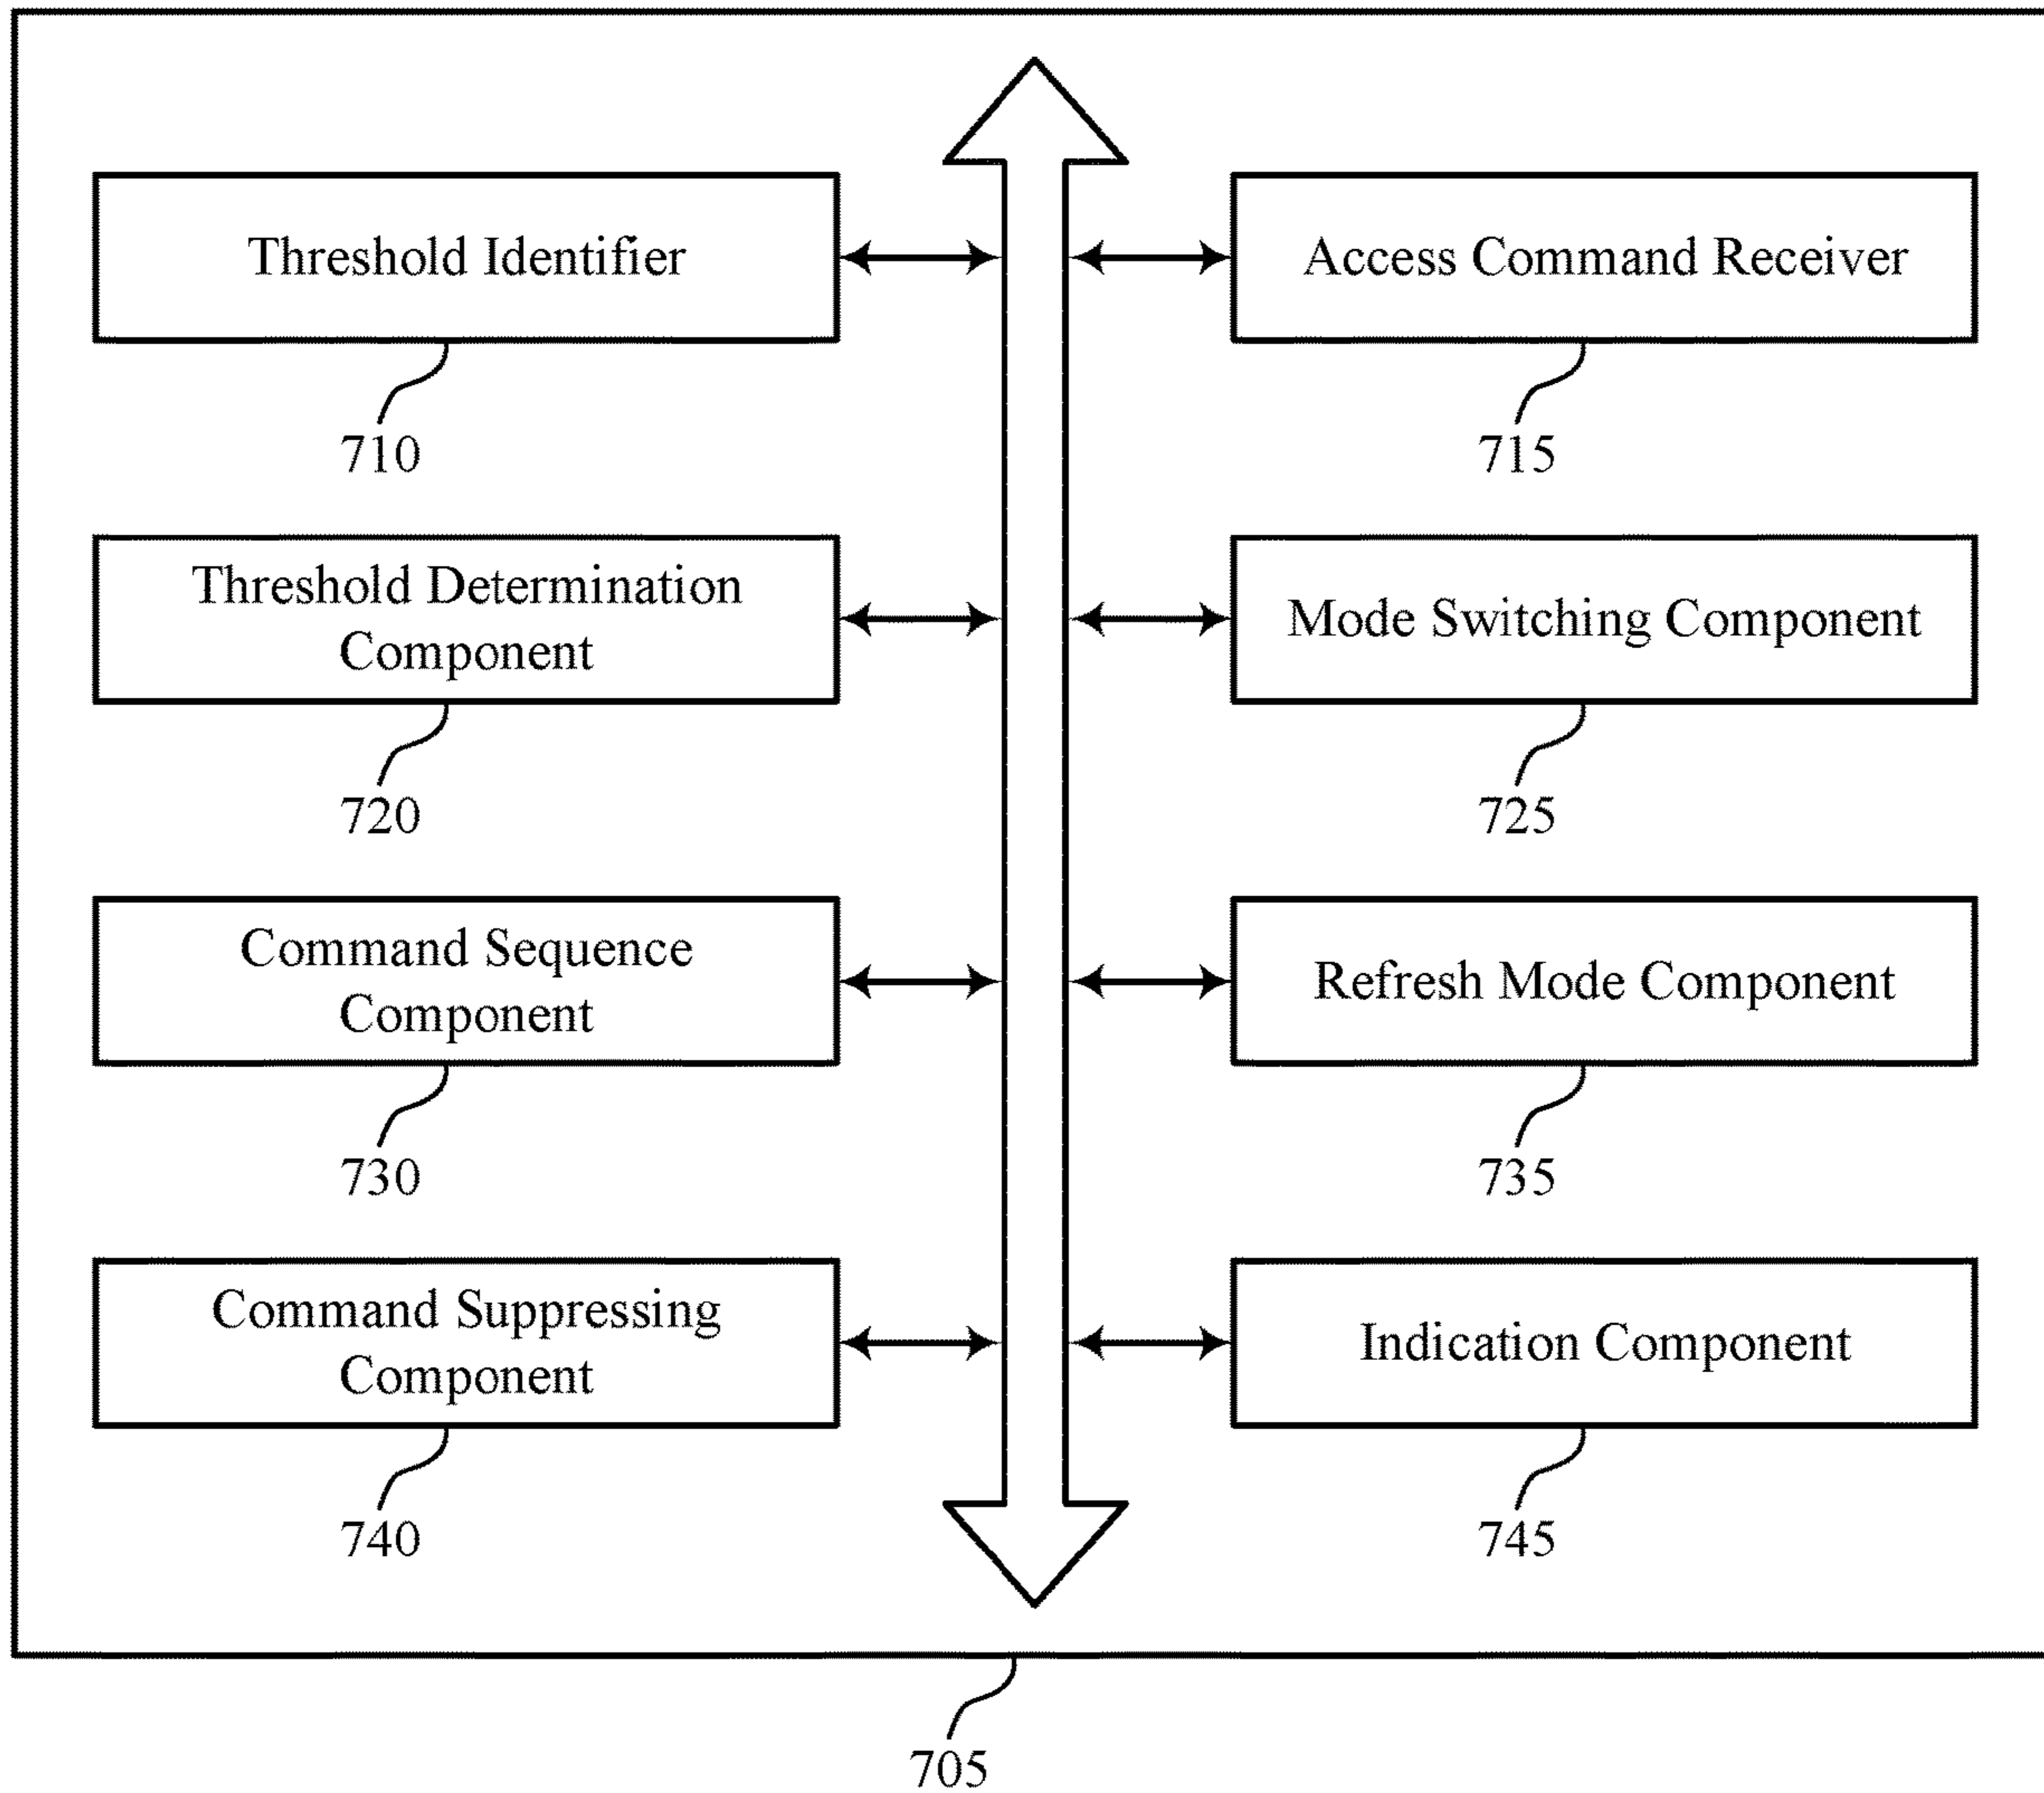 Threshold Identifier
710
Access Command Receiver
715
Threshold Determination
Component
720
Mode Switching Component
725
Command Sequence
Component
730
Refresh Mode Component
735
Command Suppressing
Component
740
Indication Component
745
705